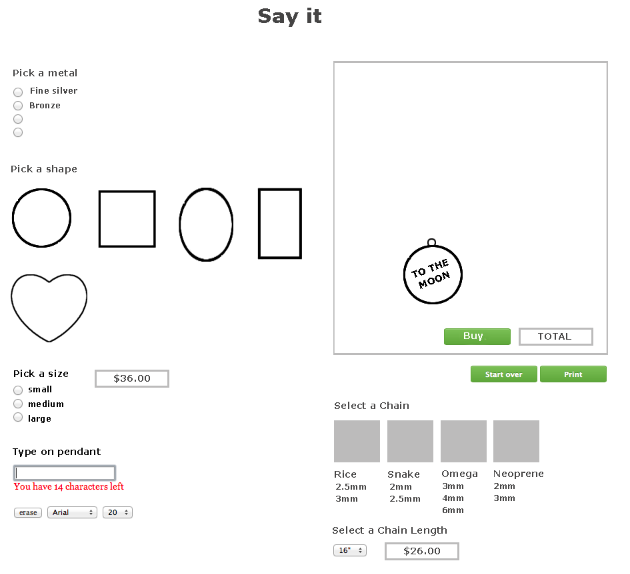 Say it
Pick a metal
Fine silver
Bronze
Pick a shape
TO THE
MOON
Buy
TOTAL
Start over
Print
Pick a size
$36.00
small
medium
large
Type on pendant
You have 14 characters left
erase
Arial
20
Select a Chain
Rice
Snake
Omega
Neoprene
2.5mm
2mm
3mm
2mm
3mm
2.5mm
4mm
3mm
6mm
Select a Chain Length
16"
$26.00